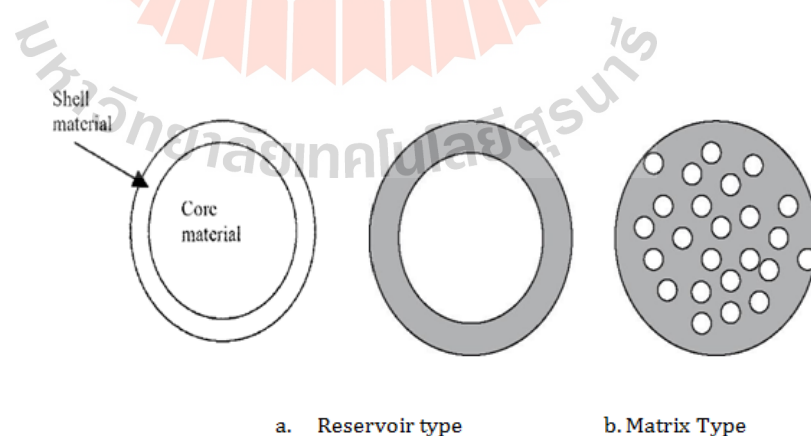 มหาวิทยาลัยเทคโนโลยีสุรนารี
Shell
material
Core
material
a. Reservoir type
b. Matrix Type